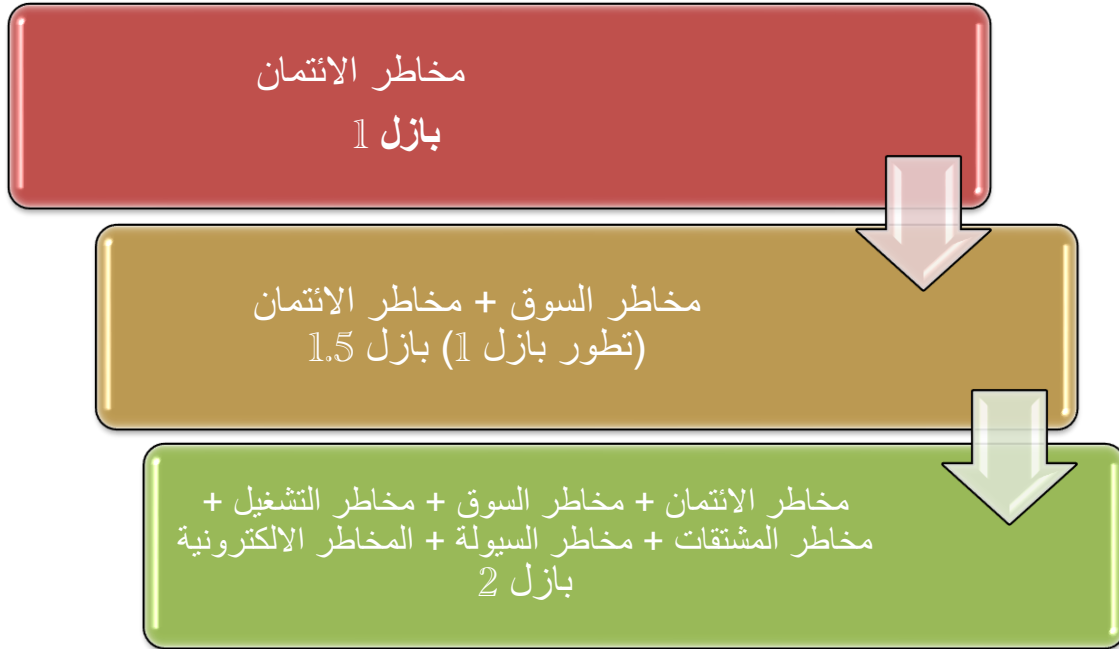 مخاطر الائتمان
بازل 1
مخاطر السوق + مخاطر الائتمان
(تطور بازل 1) بازل 1.5
مخاطر الائتمان + مخاطر السوق + مخاطر التشغيل +
مخاطر المشتقات + مخاطر السيولة + المخاطر الالكترونية
بازل 2